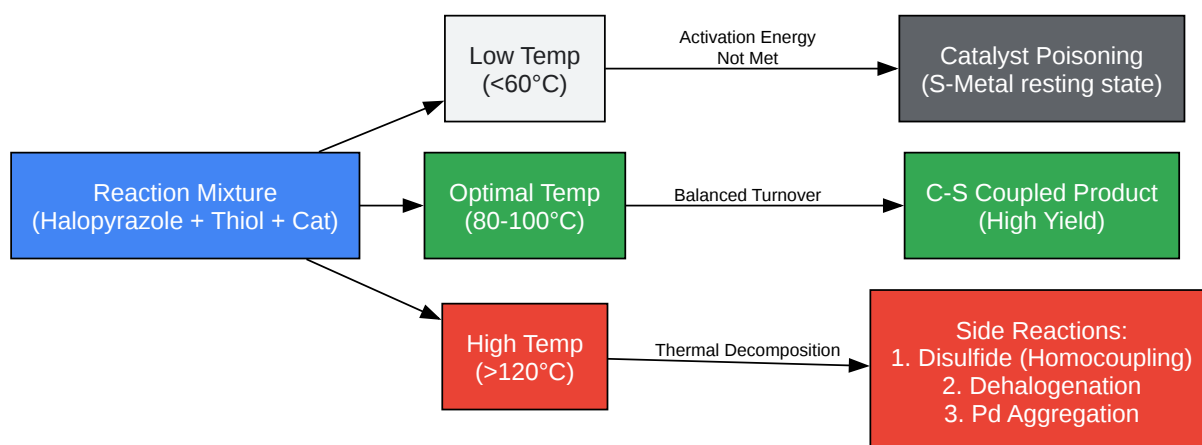 Reaction Mixture
(Halopyrazole + Thiol + Cat)
Low Temp
(<60°C)
Activation Energy
Not Met
Catalyst Poisoning
(S-Metal resting state)
Optimal Temp
(80-100°C)
Balanced Turnover
C-S Coupled Product
(High Yield)
High Temp
(>120°C)
Thermal Decomposition
Side Reactions:
1. Disulfide (Homocoupling)
2. Dehalogenation
3. Pd Aggregation